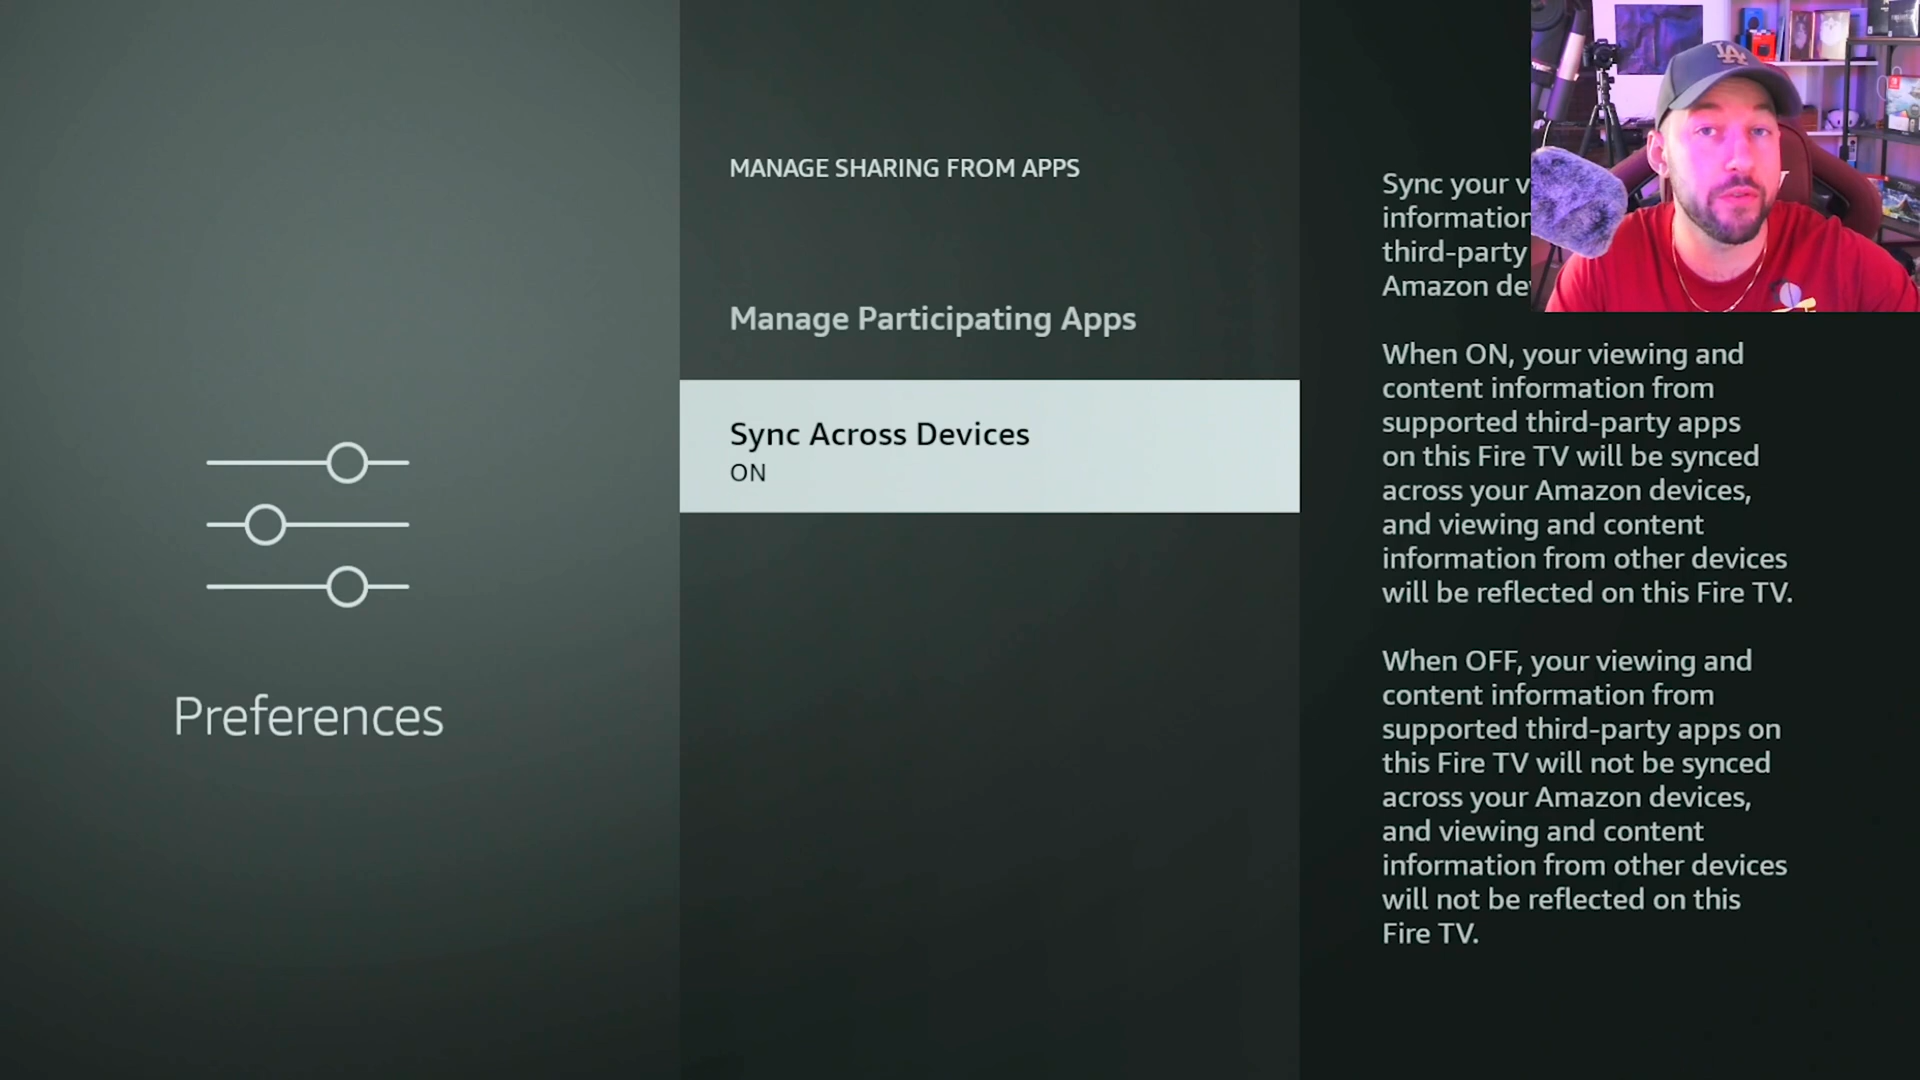 Preferences
MANAGE SHARING FROM APPS
Manage Participating Apps
Sync Across Devices
ON
Sync your
information
third-party
Amazon
When ON, your viewing and
content information from
supported third-party apps
on this Fire TV will be synced
across your Amazon devices,
and viewing and content
information from other devices
will be reflected on this Fire TV.
When OFF, your viewing and
content information from
supported third-party apps on
this Fire TV will not be synced
across your Amazon devices,
and viewing and content
information from other devices
will not be reflected on this
Fire TV.
LA